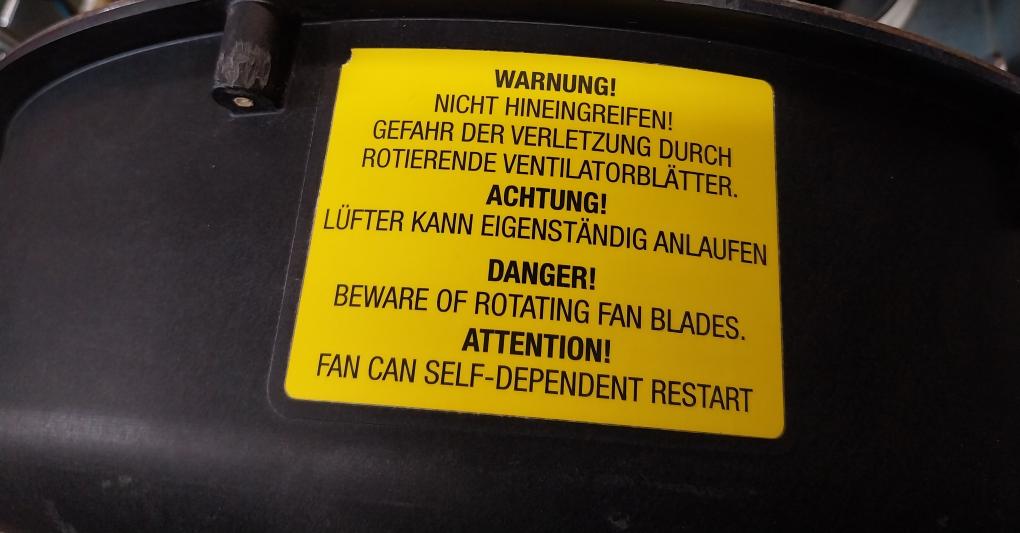 WARNUNG!
NICHT HINEINGREIFEN!
GEFAHR DER VERLETZUNG DURCH
ROTIERENDE VENTILATORBLÄTTER.
ACHTUNG!
LÜFTER KANN EIGENSTÄNDIG ANLAUFEN
DANGER!
BEWARE OF ROTATING FAN BLADES.
ATTENTION!
FAN CAN SELF-DEPENDENT RESTART